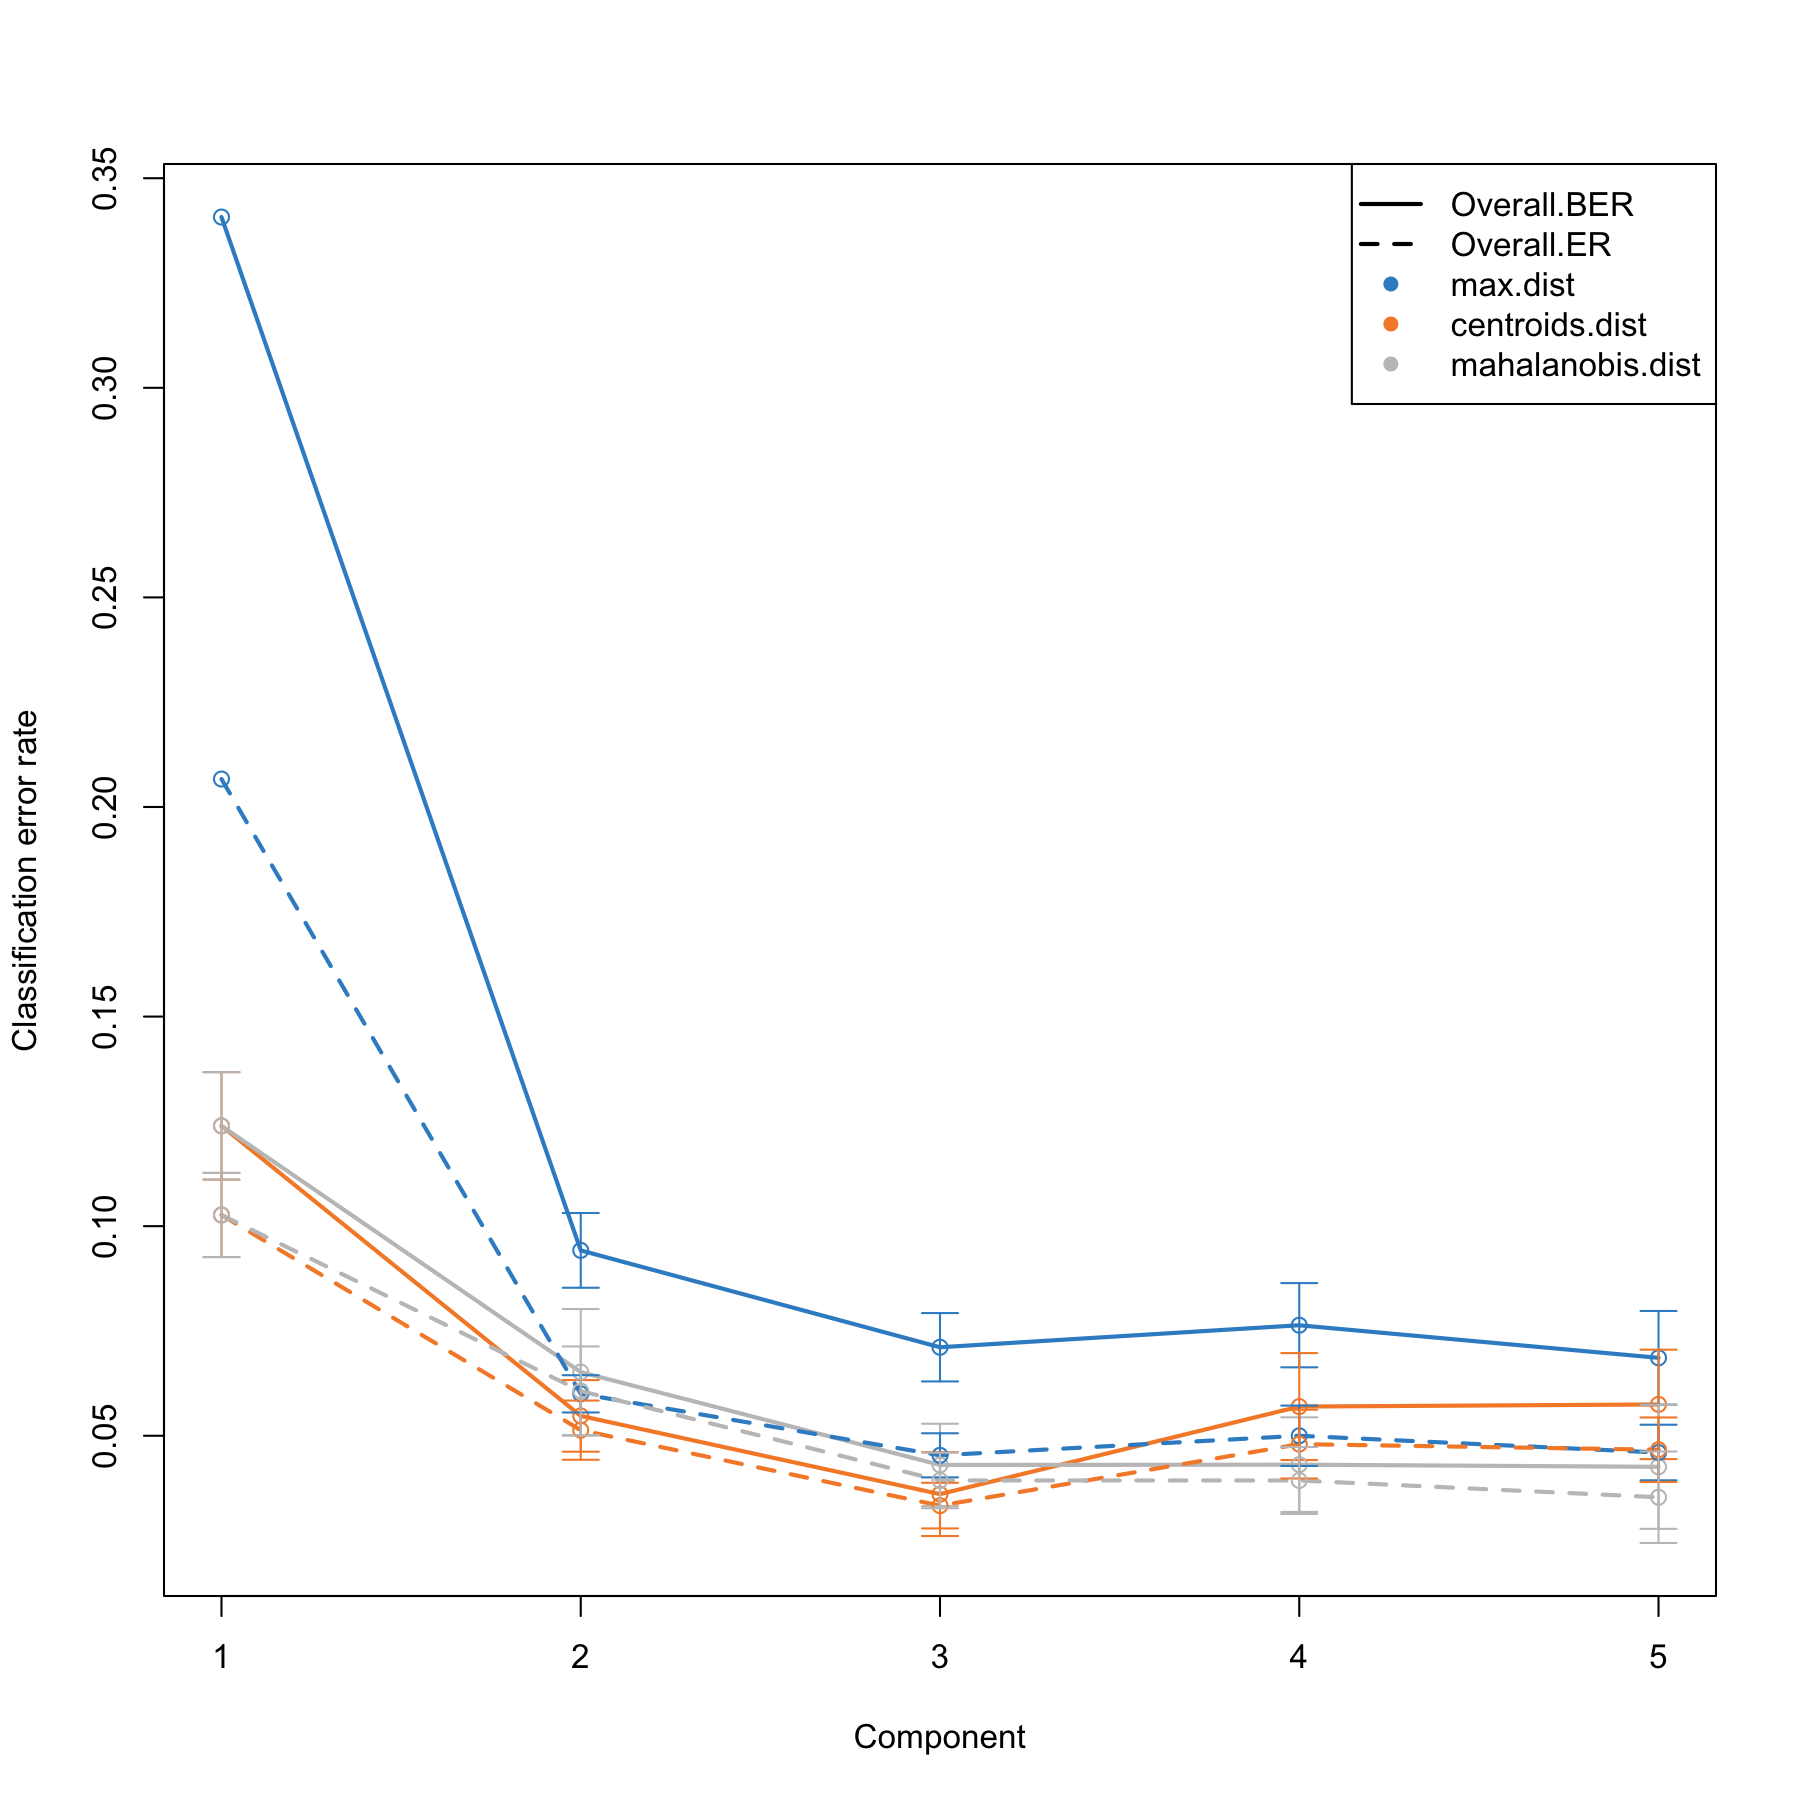 0.35
0.30
0.25
0.20
0.15
0.10
0.05
Classification error rate
Overall.BER
Overall.ER
max.dist
centroids.dist
mahalanobis.dist
1 2 3 4 5
Component